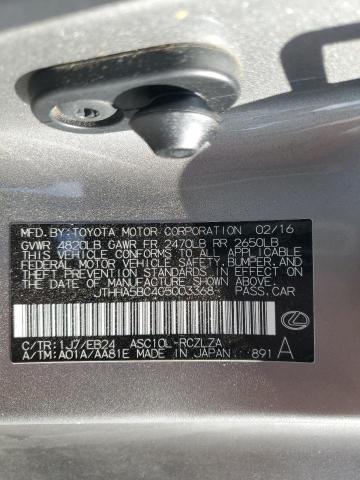 MFD. BY: TOYOTA MOTOR CORPORATION 02/16
GVWR 4820LB GAWR FR 2470LB RR 2650LB
THIS VEHICLE CONFORMS TO ALL APPLICABLE
FEDERAL MOTOR VEHICLE SAFETY, BUMPER, AND
THEFT PREVENTION STANDARDS IN EFFECT ON THE
DATE OF MANUFACTURE SHOWN ABOVE.
JTHHA5BC4G5003368 PASS.CAR
C/TR:1J7/EB24 ASC10L-RCZLZA
A/TM:A01A/AA81E MADE IN JAPAN 891 A